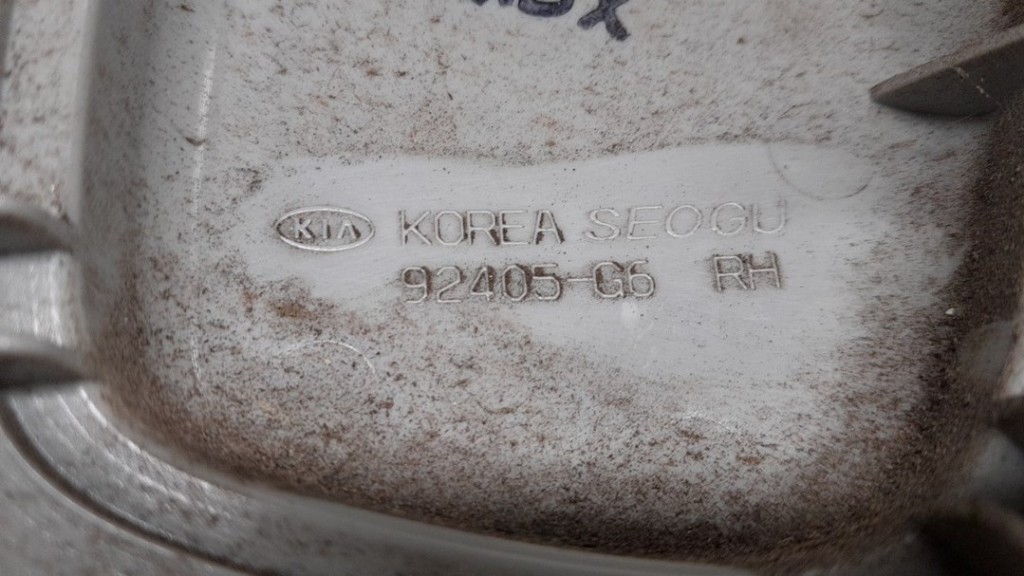 KIA KOREA SEOGU
92405-G6 RH